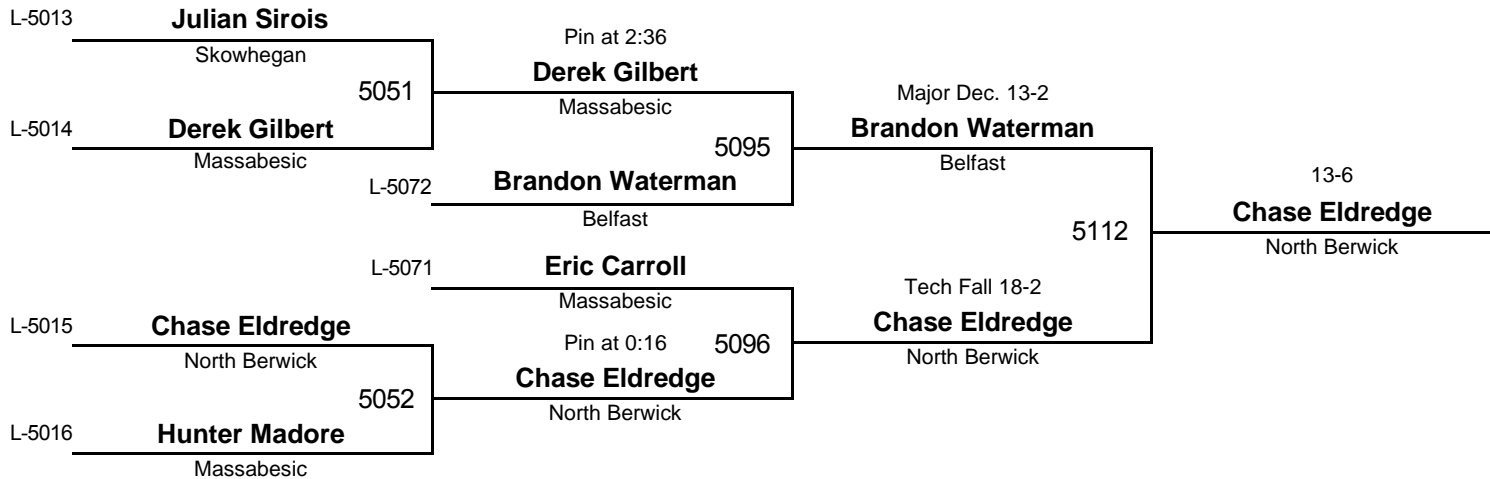 L-5013
Julian Sirois
Skowhegan
5051
L-5014
Derek Gilbert
Massabesic
Pin at 2:36
Derek Gilbert
Massabesic
5095
L-5072
Brandon Waterman
Belfast
Major Dec. 13-2
Brandon Waterman
Belfast
5112
13-6
Chase Eldredge
North Berwick
L-5071
Eric Carroll
Massabesic
5096
Tech Fall 18-2
Chase Eldredge
North Berwick
L-5015
Chase Eldredge
North Berwick
5052
Pin at 0:16
Chase Eldredge
North Berwick
L-5016
Hunter Madore
Massabesic